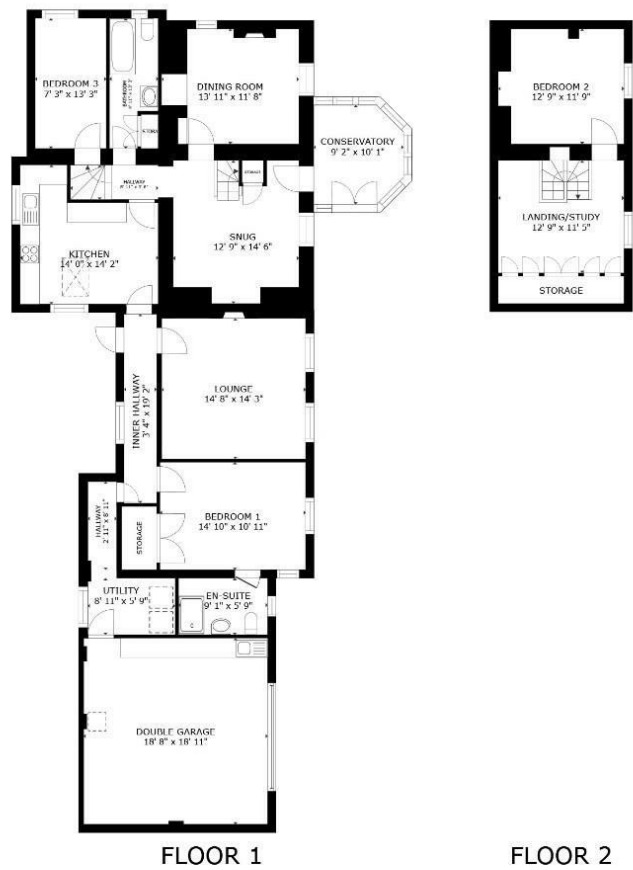 BEDROOM 3
7' 3" x 13' 3"
BATHROOM
DINING ROOM
13' 11" x 11' 8"
CONSERVATORY
9' 2" x 10' 1"
HALLWAY
STORAGE
SNUG
12' 9" x 14' 6"
KITCHEN
14' 0" x 14' 2"
INNER HALLWAY
3' 4" x 19' 2"
LOUNGE
14' 8" x 14' 3"
BEDROOM 1
14' 10" x 10' 11"
STORAGE
HALLWAY
2' 11" x 8' 11"
UTILITY
8' 11" x 5' 9"
EN-SUITE
9' 1" x 5' 9"
DOUBLE GARAGE
18' 8" x 18' 11"
FLOOR 1
BEDROOM 2
12' 9" x 11' 9"
LANDING/STUDY
12' 9" x 11' 5"
STORAGE
FLOOR 2